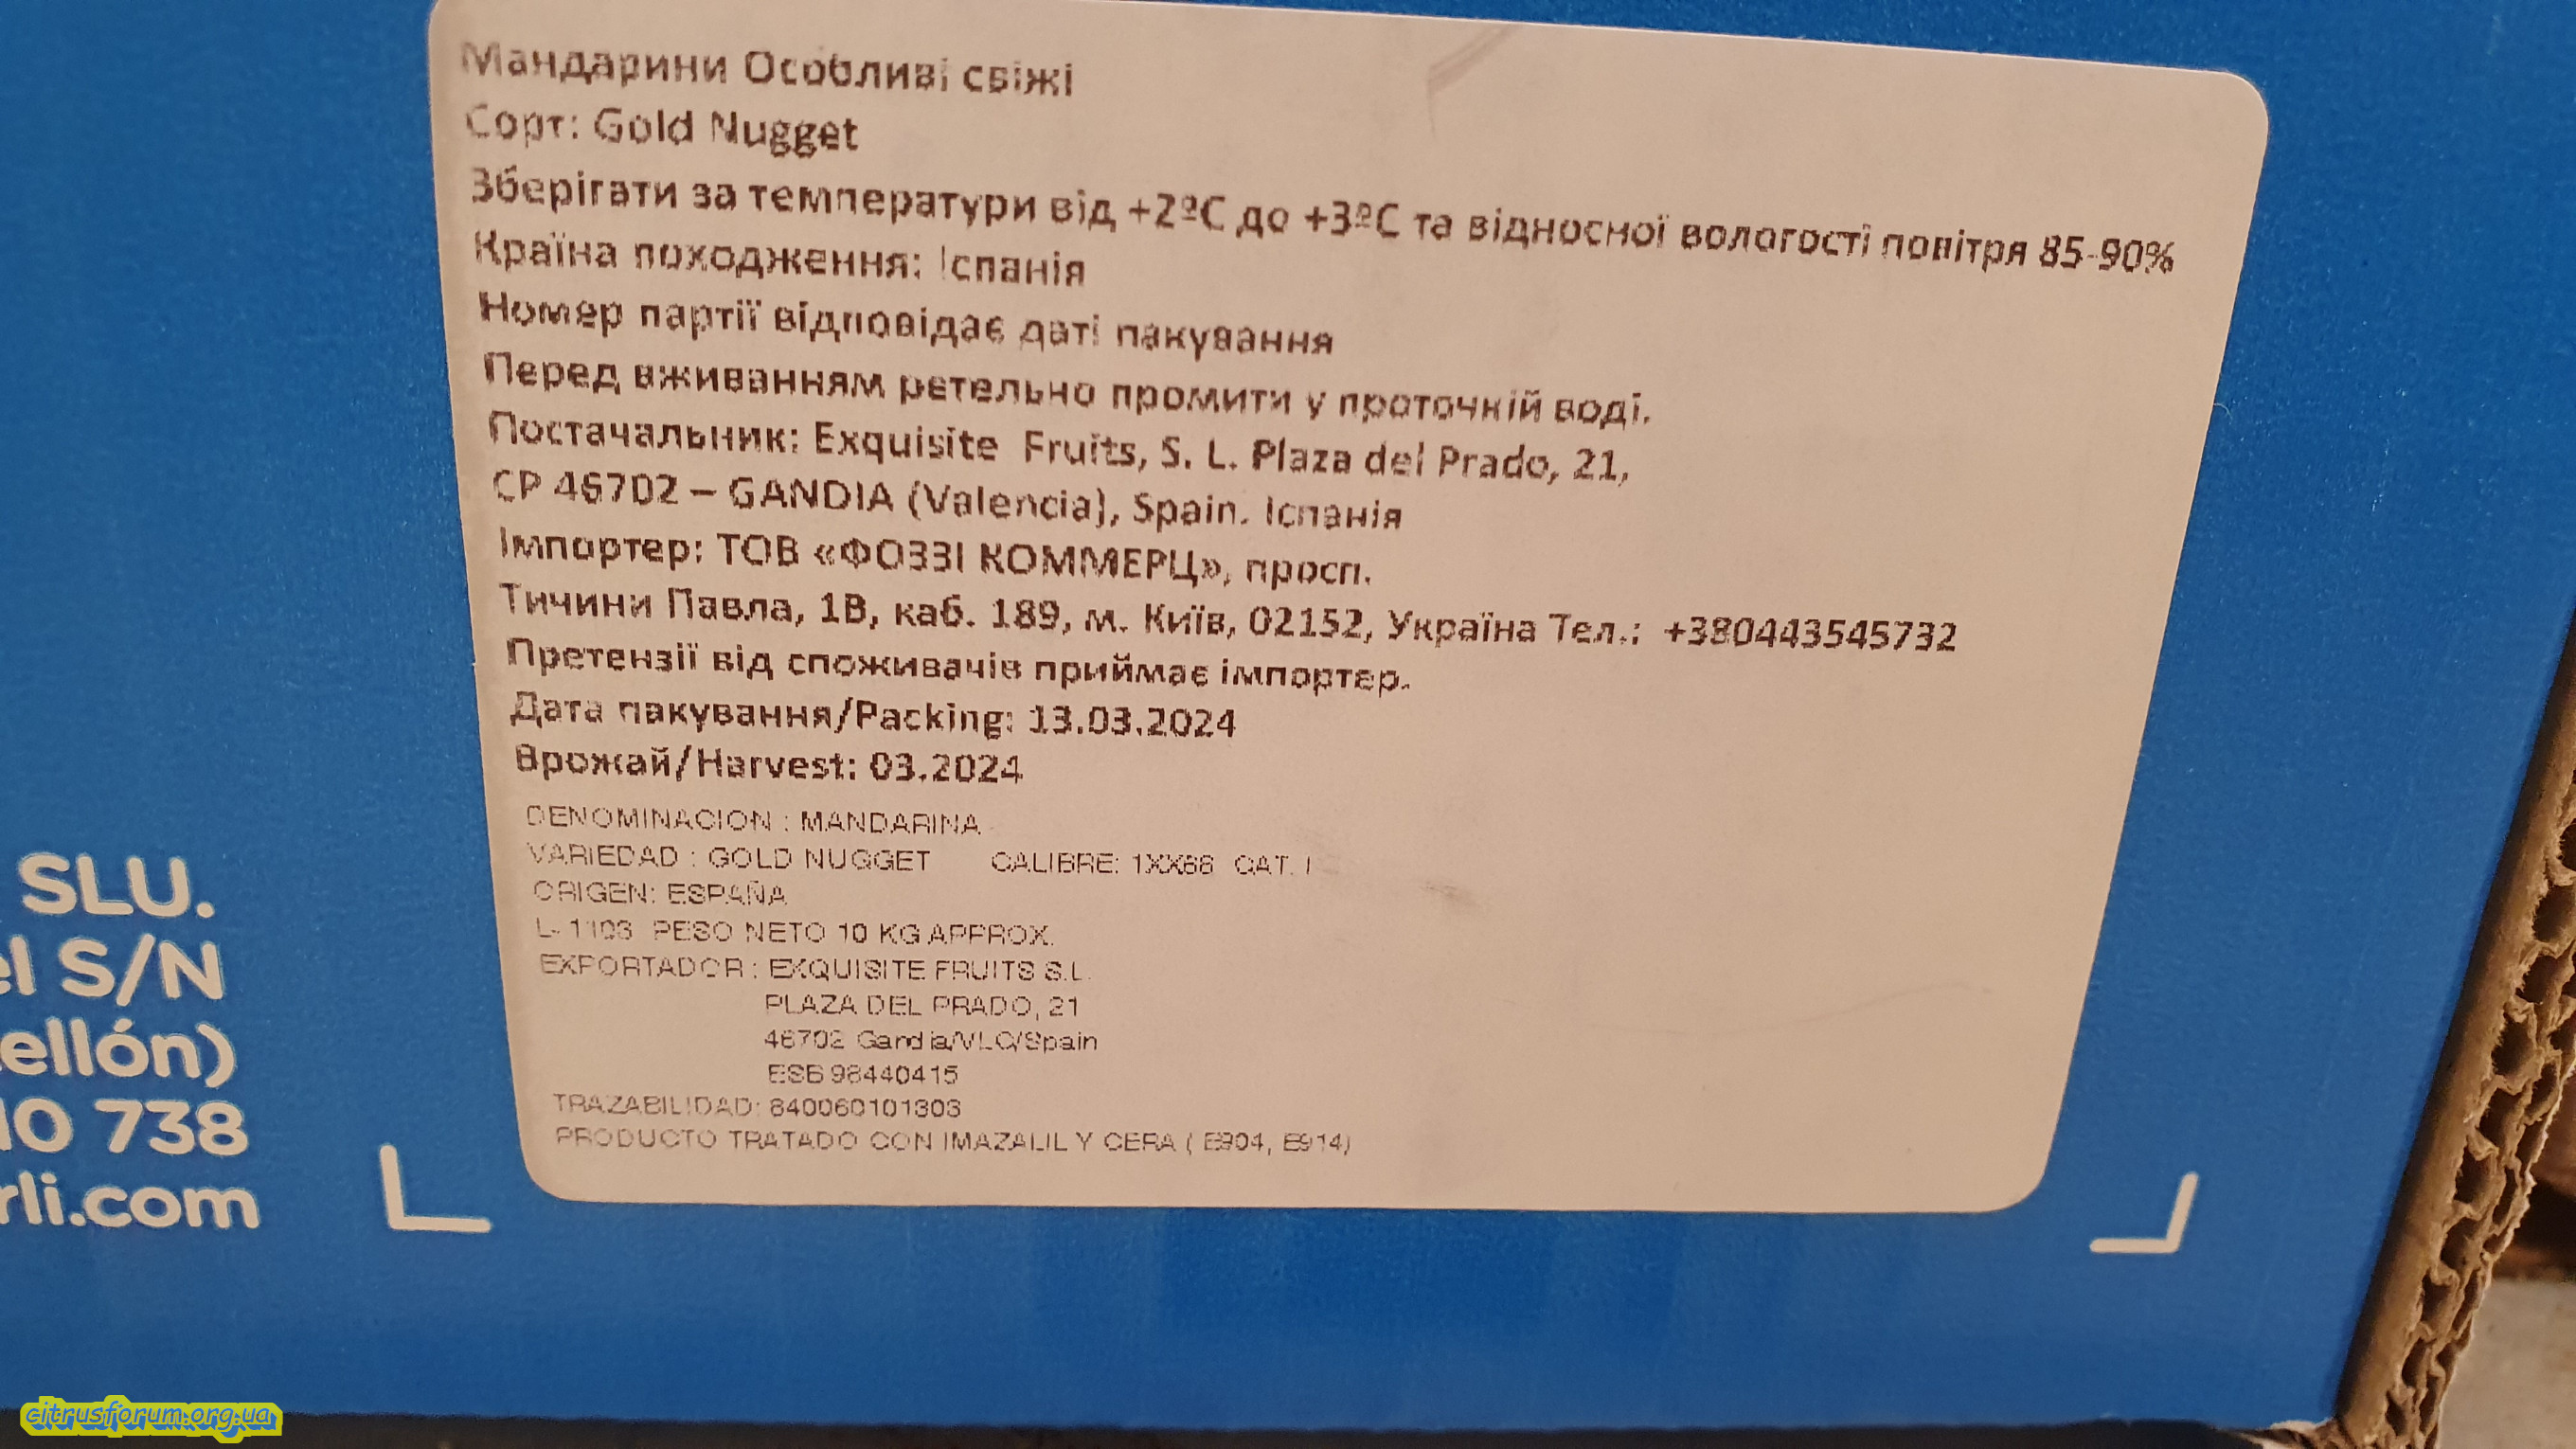 Мандарини Особливі свіжі
Сорт: Gold Nugget
Зберігати за температури від +2ºC до +3ºC та відносної вологості повітря 85-90%
Країна походження: Іспанія
Номер партії відповідає даті пакування
Перед вживанням ретельно промити у проточній воді.
Постачальник: Exquisite Fruits, S. L. Plaza del Prado, 21,
CP 46702 – GANDIA (Valencia), Spain. Іспанія
Імпортер: ТОВ «ФОЗЗІ КОММЕРЦ», просп.
Тичини Павла, 1В, каб. 189, м. Київ, 02152, Україна Тел.: +380443545732
Претензії від споживачів приймає імпортер.
Дата пакування/Packing: 13.03.2024
Врожай/Harvest: 03.2024
DENOMINACION : MANDARINA
VARIEDAD : GOLD NUGGET CALIBRE: 1XX68 CAT. I
ORIGEN: ESPAÑA
L- 1103 PESO NETO 10 KG APPROX.
EXPORTADOR : EXQUISITE FRUITS S.L.
PLAZA DEL PRADO, 21
46702 Gandia/VLC/Spain
ESB 98440415
TRAZABILIDAD: 840060101303
PRODUCTO TRATADO CON IMAZALIL Y CERA ( E904, E914)
SLU.
el S/N
ellón)
10 738
rli.com
citrusforum.org.ua